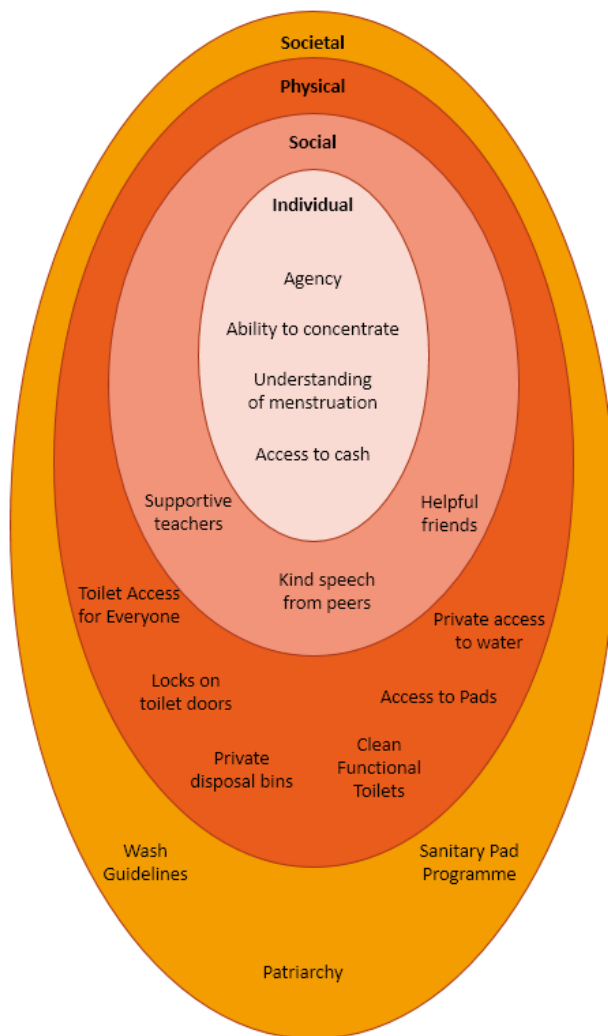 Societal
Physical
Social
Individual
Agency
Ability to concentrate
Understanding
of menstruation
Access to cash
Supportive
teachers
Helpful
friends
Kind speech
from peers
Toilet Access
for Everyone
Private access
to water
Locks on
toilet doors
Access to Pads
Private
disposal bins
Clean
Functional
Toilets
Wash
Guidelines
Sanitary Pad
Programme
Patriarchy